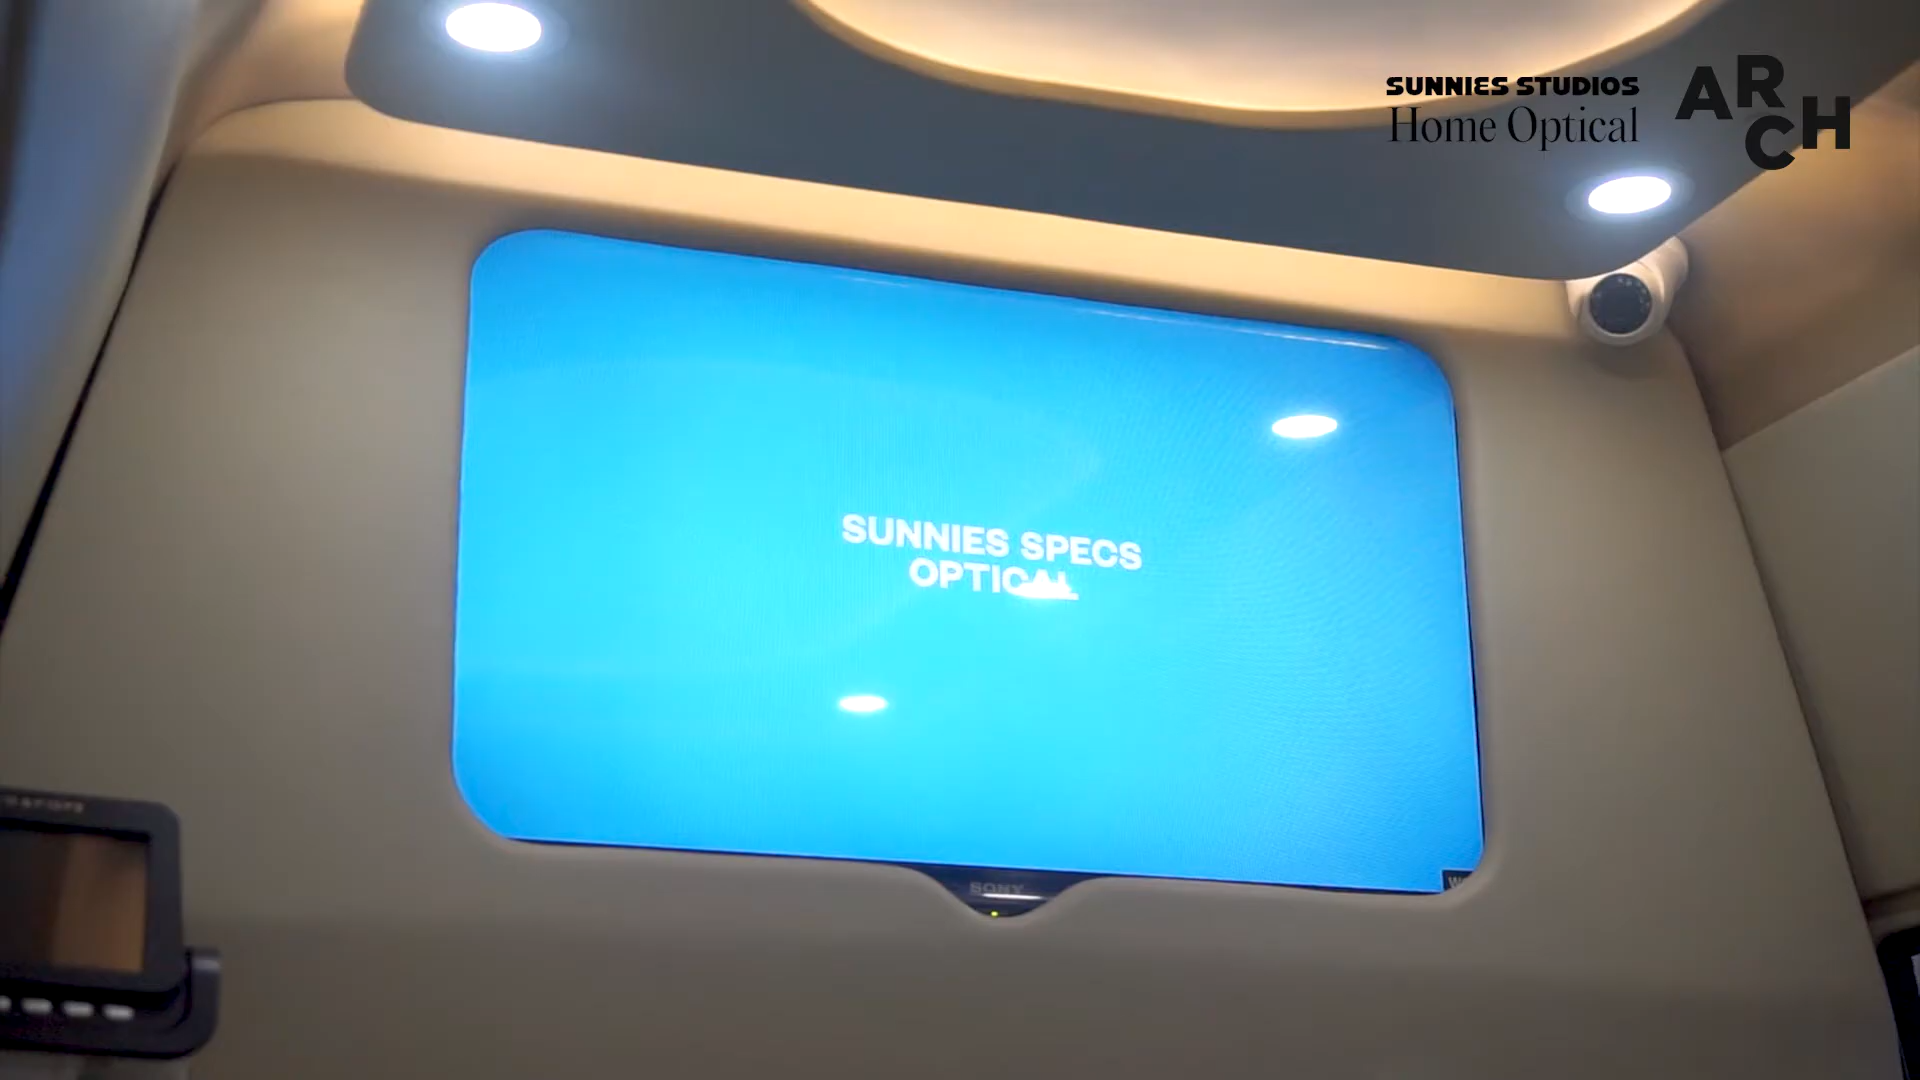 SUNNIES STUDIOS
Home Optical
ARCH
SUNNIES SPECS
OPTICAL
SONY